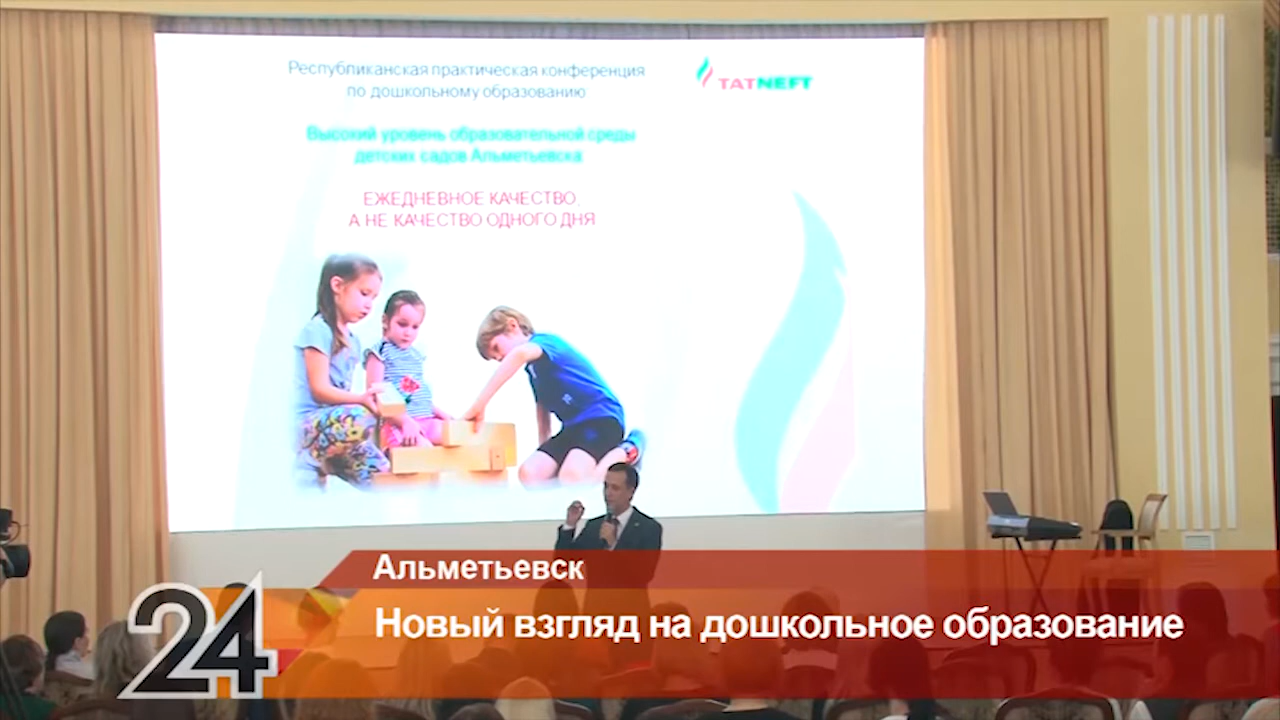 Республиканская практическая конференция
по дошкольному образованию
TATNEFT
Высокий уровень образовательной среды
детских садов Альметьевска
ЕЖЕДНЕВНОЕ КАЧЕСТВО,
А НЕ КАЧЕСТВО ОДНОГО ДНЯ
Альметьевск
Новый взгляд на дошкольное образование
24